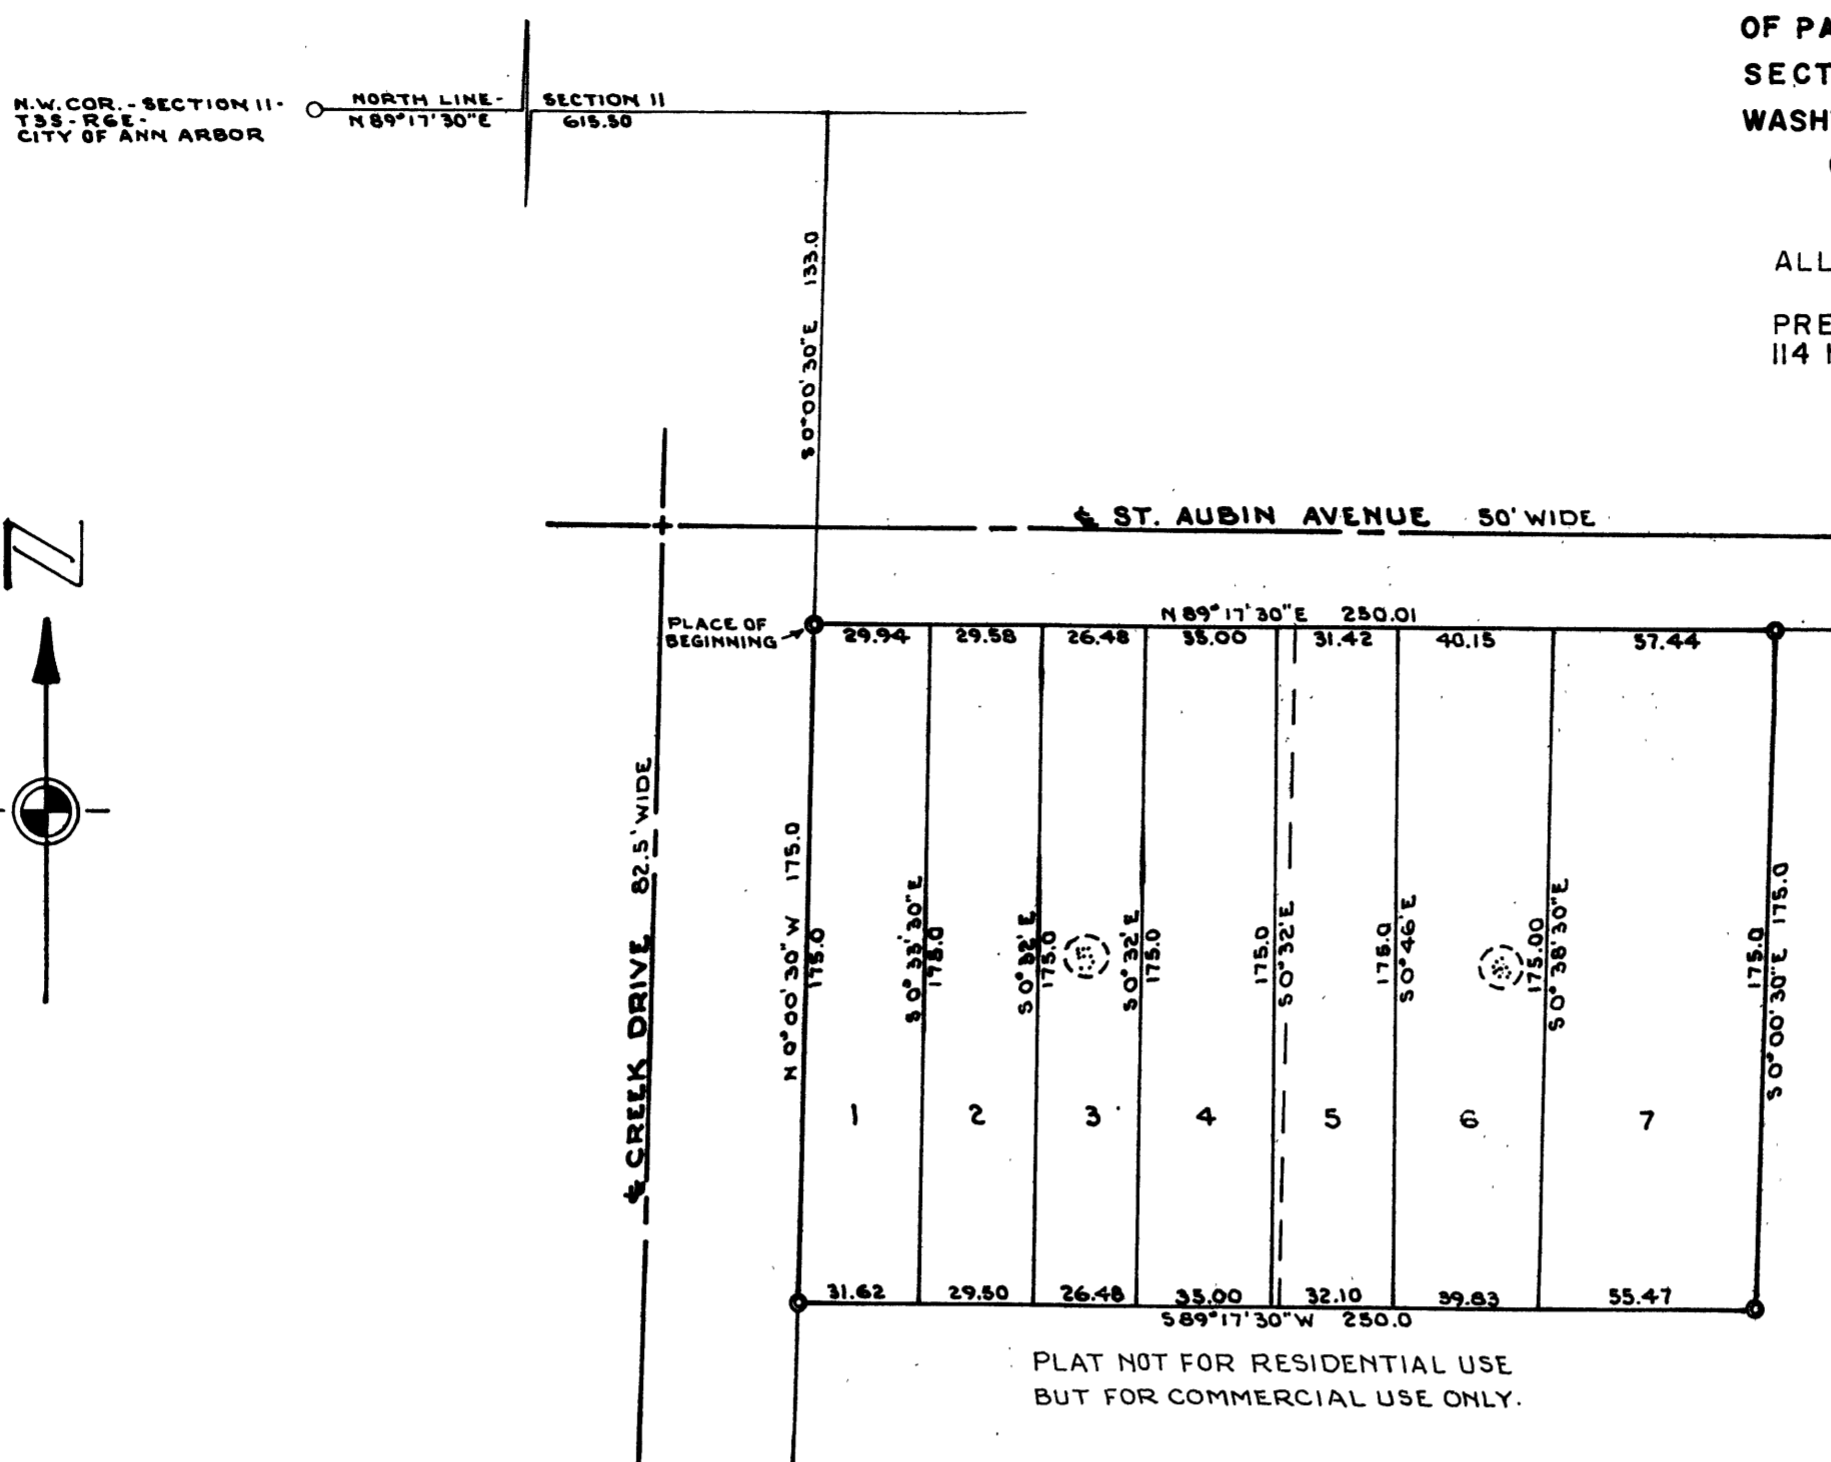 OF PA
SECT
WASH
ALL
PRE
114
N.W. COR. - SECTION 11 -
T3S - R6E -
CITY OF ANN ARBOR
NORTH LINE - SECTION 11
N 89° 17' 30" E 615.50
S 0° 00' 30" E 133.0
N
℄ ST. AUBIN AVENUE 50' WIDE
PLACE OF
BEGINNING
N 89° 17' 30" E 250.01
29.94 29.58 26.48 35.00 31.42 40.15 57.44
℄ CREEK DRIVE 82.5' WIDE
N 0° 00' 30" W 175.0
175.0
S 0° 33' 30" E
175.0
S 0° 32' E
175.0
S 0° 32' E
175.0
175.0
S 0° 32' E
175.0
S 0° 46' E
175.00
S 0° 38' 30" E
175.0
S 0° 00' 30" E 175.0
1 2 3 4 5 6 7
31.62 29.50 26.48 35.00 32.10 39.83 55.47
S 89° 17' 30" W 250.0
PLAT NOT FOR RESIDENTIAL USE
BUT FOR COMMERCIAL USE ONLY.